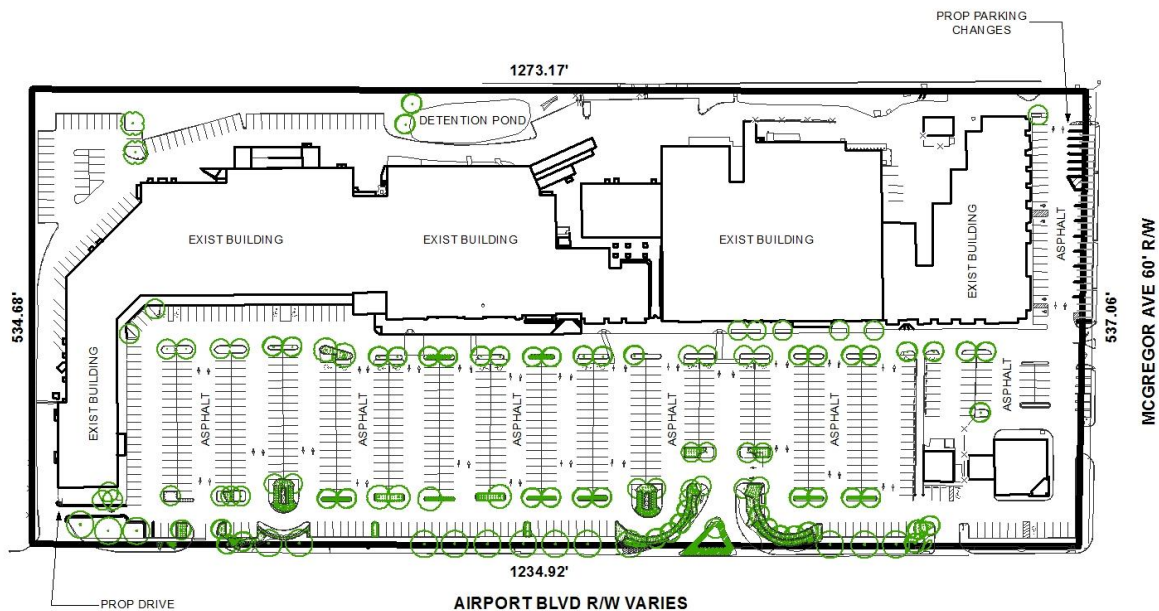 PROP PARKING
CHANGES
1273.17'
DETENTION POND
EXIST BUILDING
EXIST BUILDING
EXIST BUILDING
EXIST BUILDING
ASPHALT
MCGREGOR AVE 60' R/W
534.68'
537.06'
EXIST BUILDING
ASPHALT
ASPHALT
ASPHALT
ASPHALT
ASPHALT
1234.92'
PROP DRIVE
AIRPORT BLVD R/W VARIES